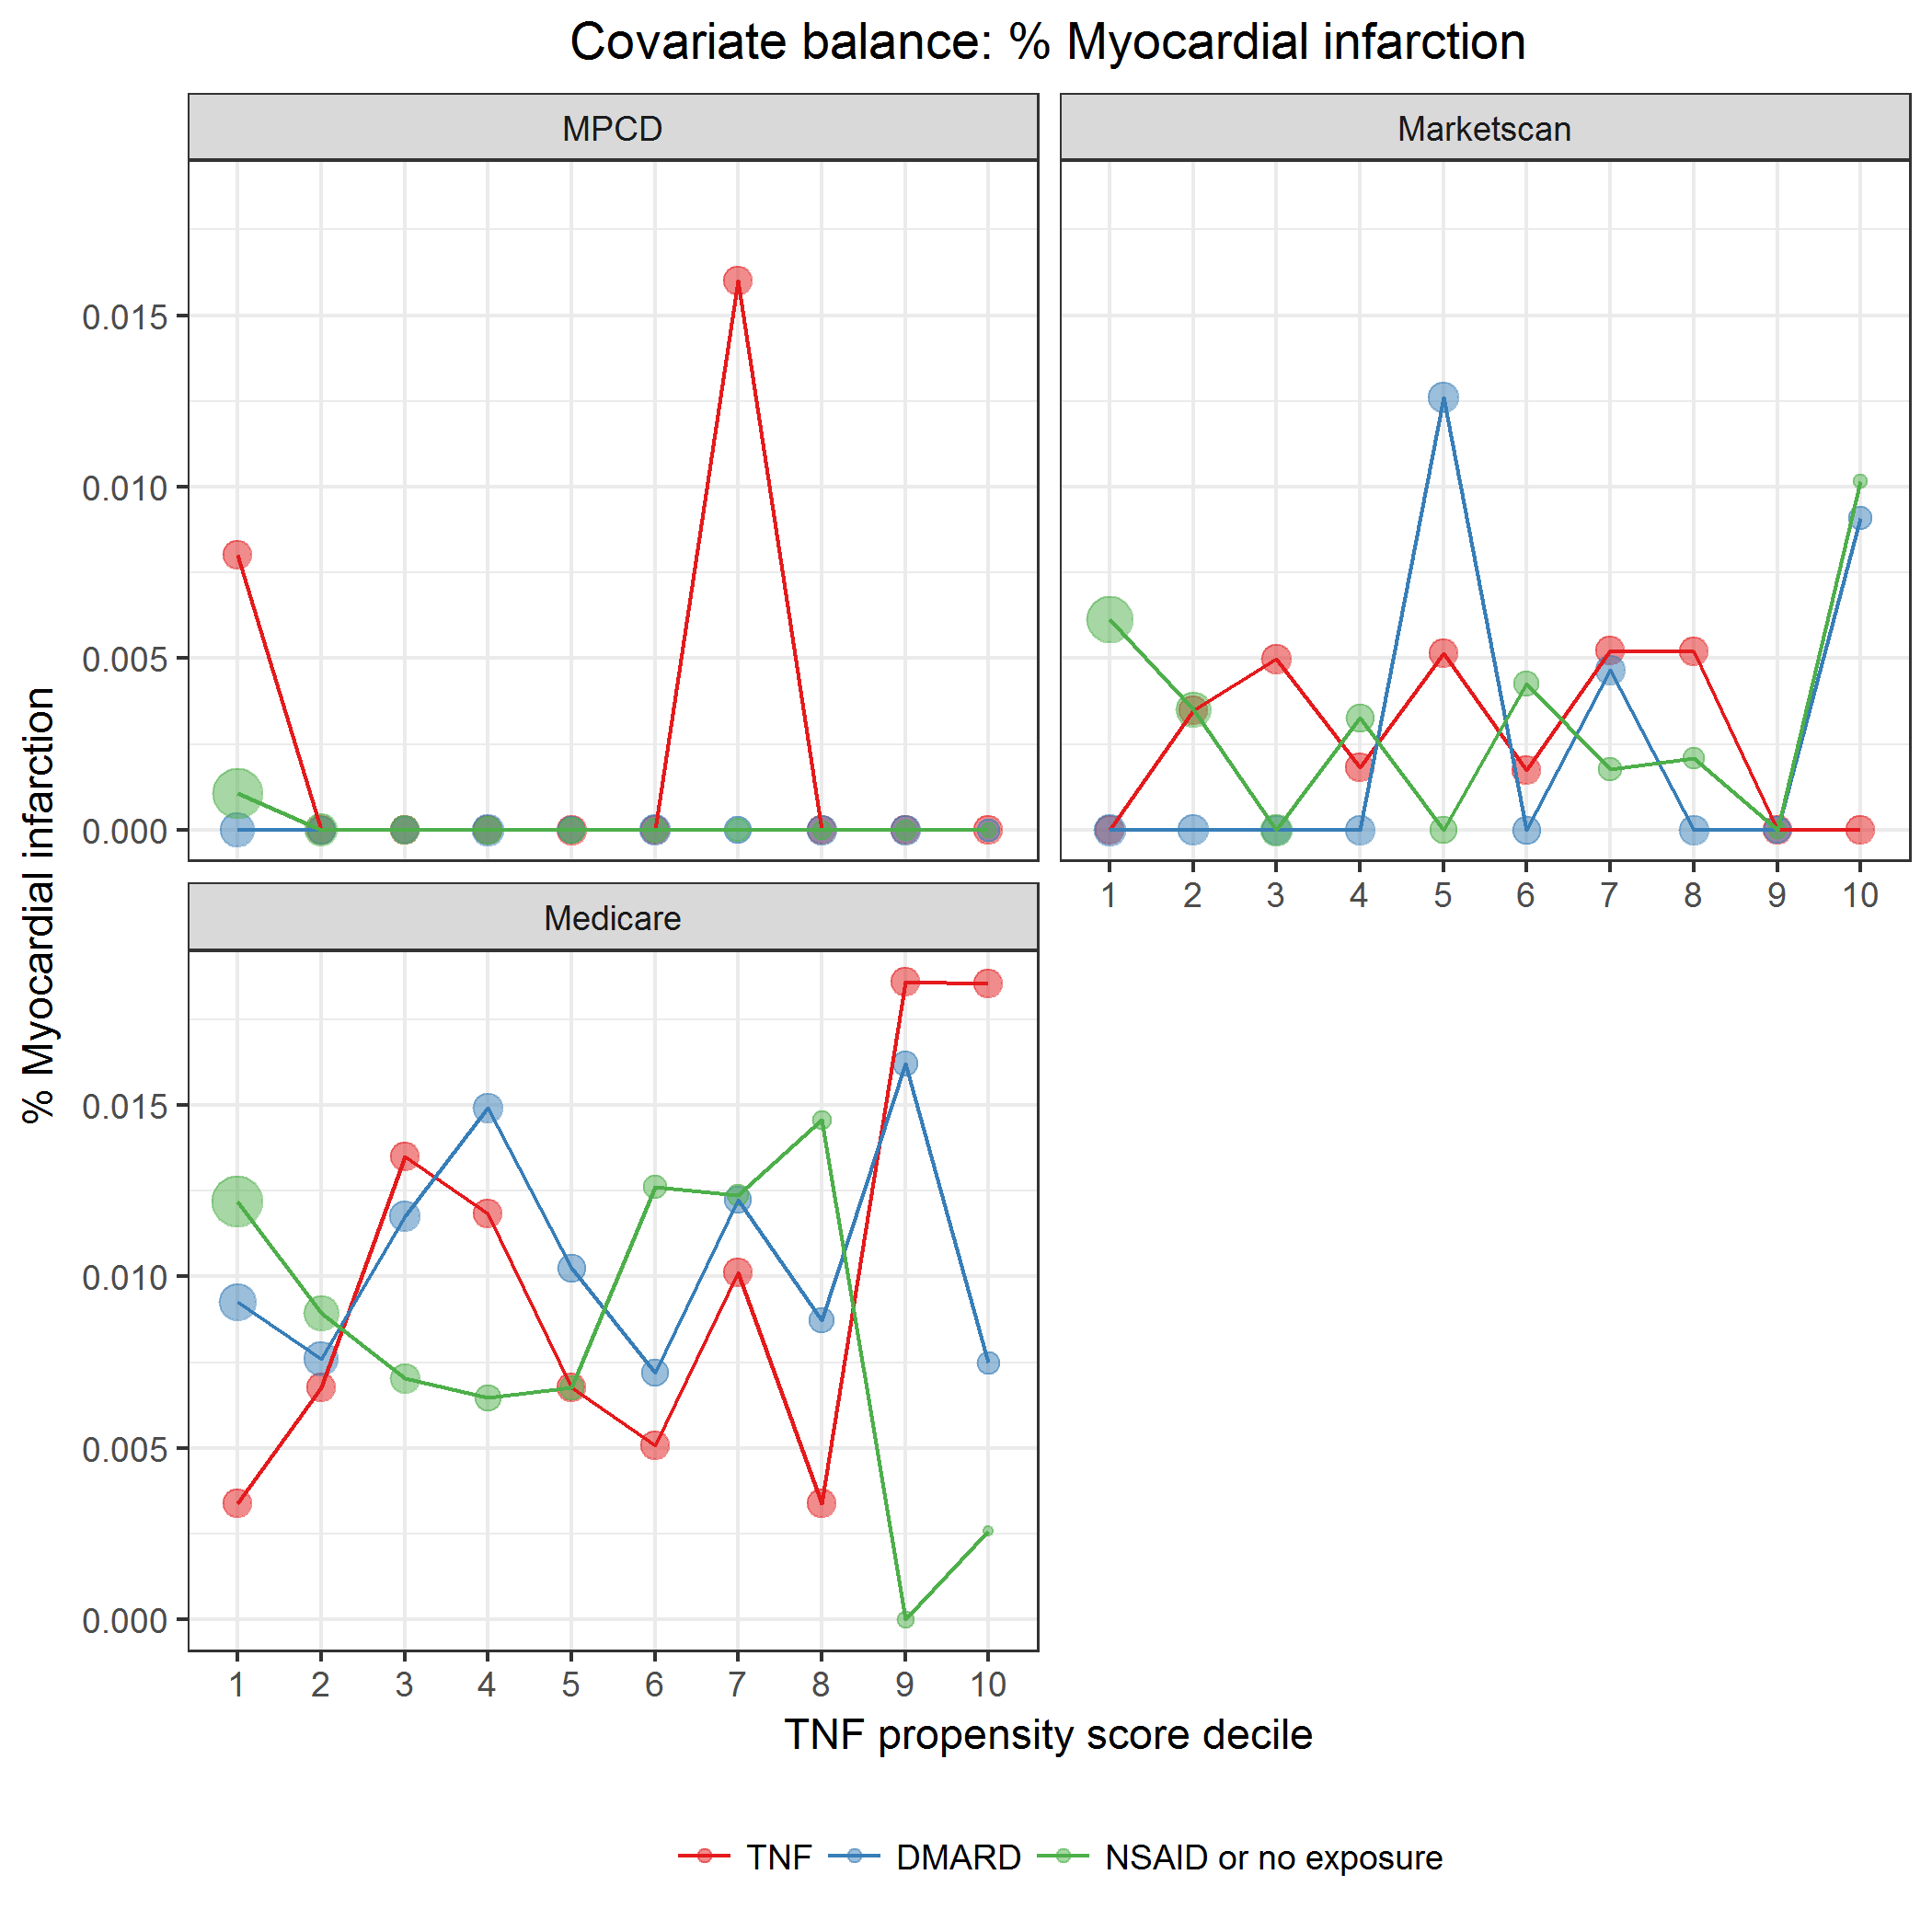 Covariate balance: % Myocardial infarction
MPCD
Marketscan
0.015
0.010
0.005
0.000
1 2 3 4 5 6 7 8 9 10
Medicare
0.015
0.010
0.005
0.000
1 2 3 4 5 6 7 8 9 10
% Myocardial infarction
TNF propensity score decile
TNF DMARD NSAID or no exposure